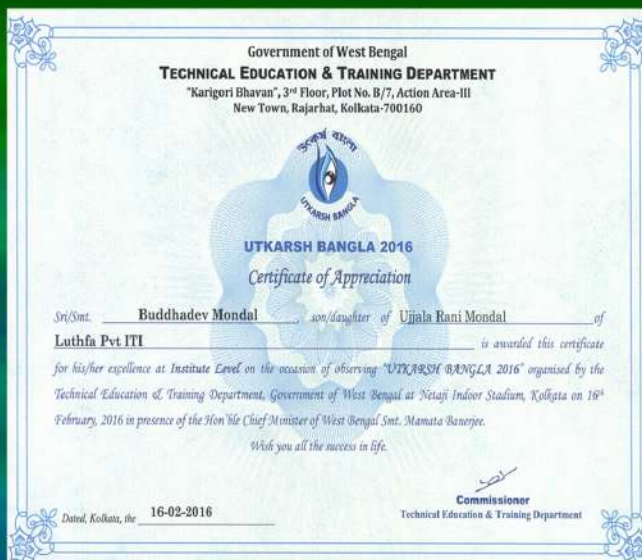 Government of West Bengal
TECHNICAL EDUCATION & TRAINING DEPARTMENT
"Karigori Bhavan", 3rd Floor, Plot No. B/7, Action Area-III
New Town, Rajarhat, Kolkata-700160
উৎকর্ষ বাংলা
UTKARSH BANGLA
UTKARSH BANGLA 2016
Certificate of Appreciation
Sri/Smt. Buddhadev Mondal, son/daughter of Ujjala Rani Mondal of
Luthfa Pvt ITI is awarded this certificate
for his/her excellence at Institute Level on the occasion of observing "UTKARSH BANGLA 2016" organised by the
Technical Education & Training Department, Government of West Bengal at Netaji Indoor Stadium, Kolkata on 16th
February, 2016 in presence of the Hon'ble Chief Minister of West Bengal Smt. Mamata Banerjee.
Wish you all the success in life.
Commissioner
Technical Education & Training Department
Dated, Kolkata, the 16-02-2016